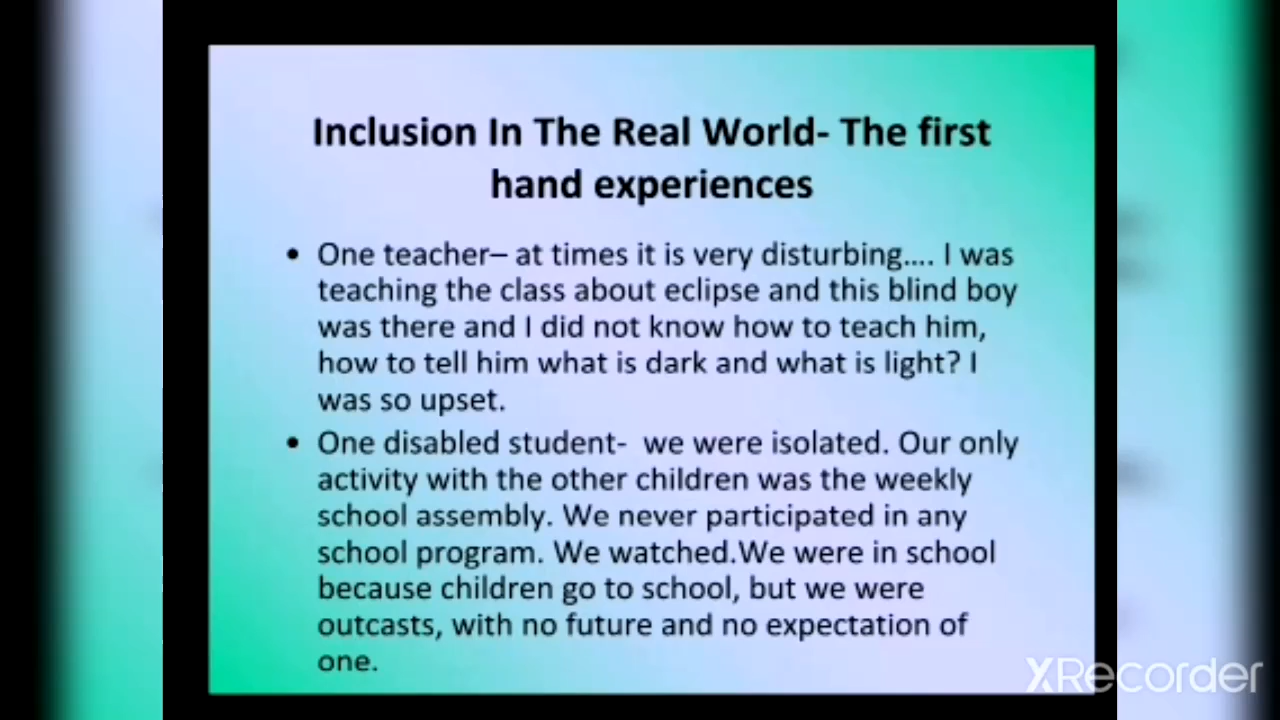 Inclusion In The Real World- The first
hand experiences
• One teacher– at times it is very disturbing.... I was
teaching the class about eclipse and this blind boy
was there and I did not know how to teach him,
how to tell him what is dark and what is light? I
was so upset.
• One disabled student-  we were isolated. Our only
activity with the other children was the weekly
school assembly. We never participated in any
school program. We watched.We were in school
because children go to school, but we were
outcasts, with no future and no expectation of
one.
XRecorder